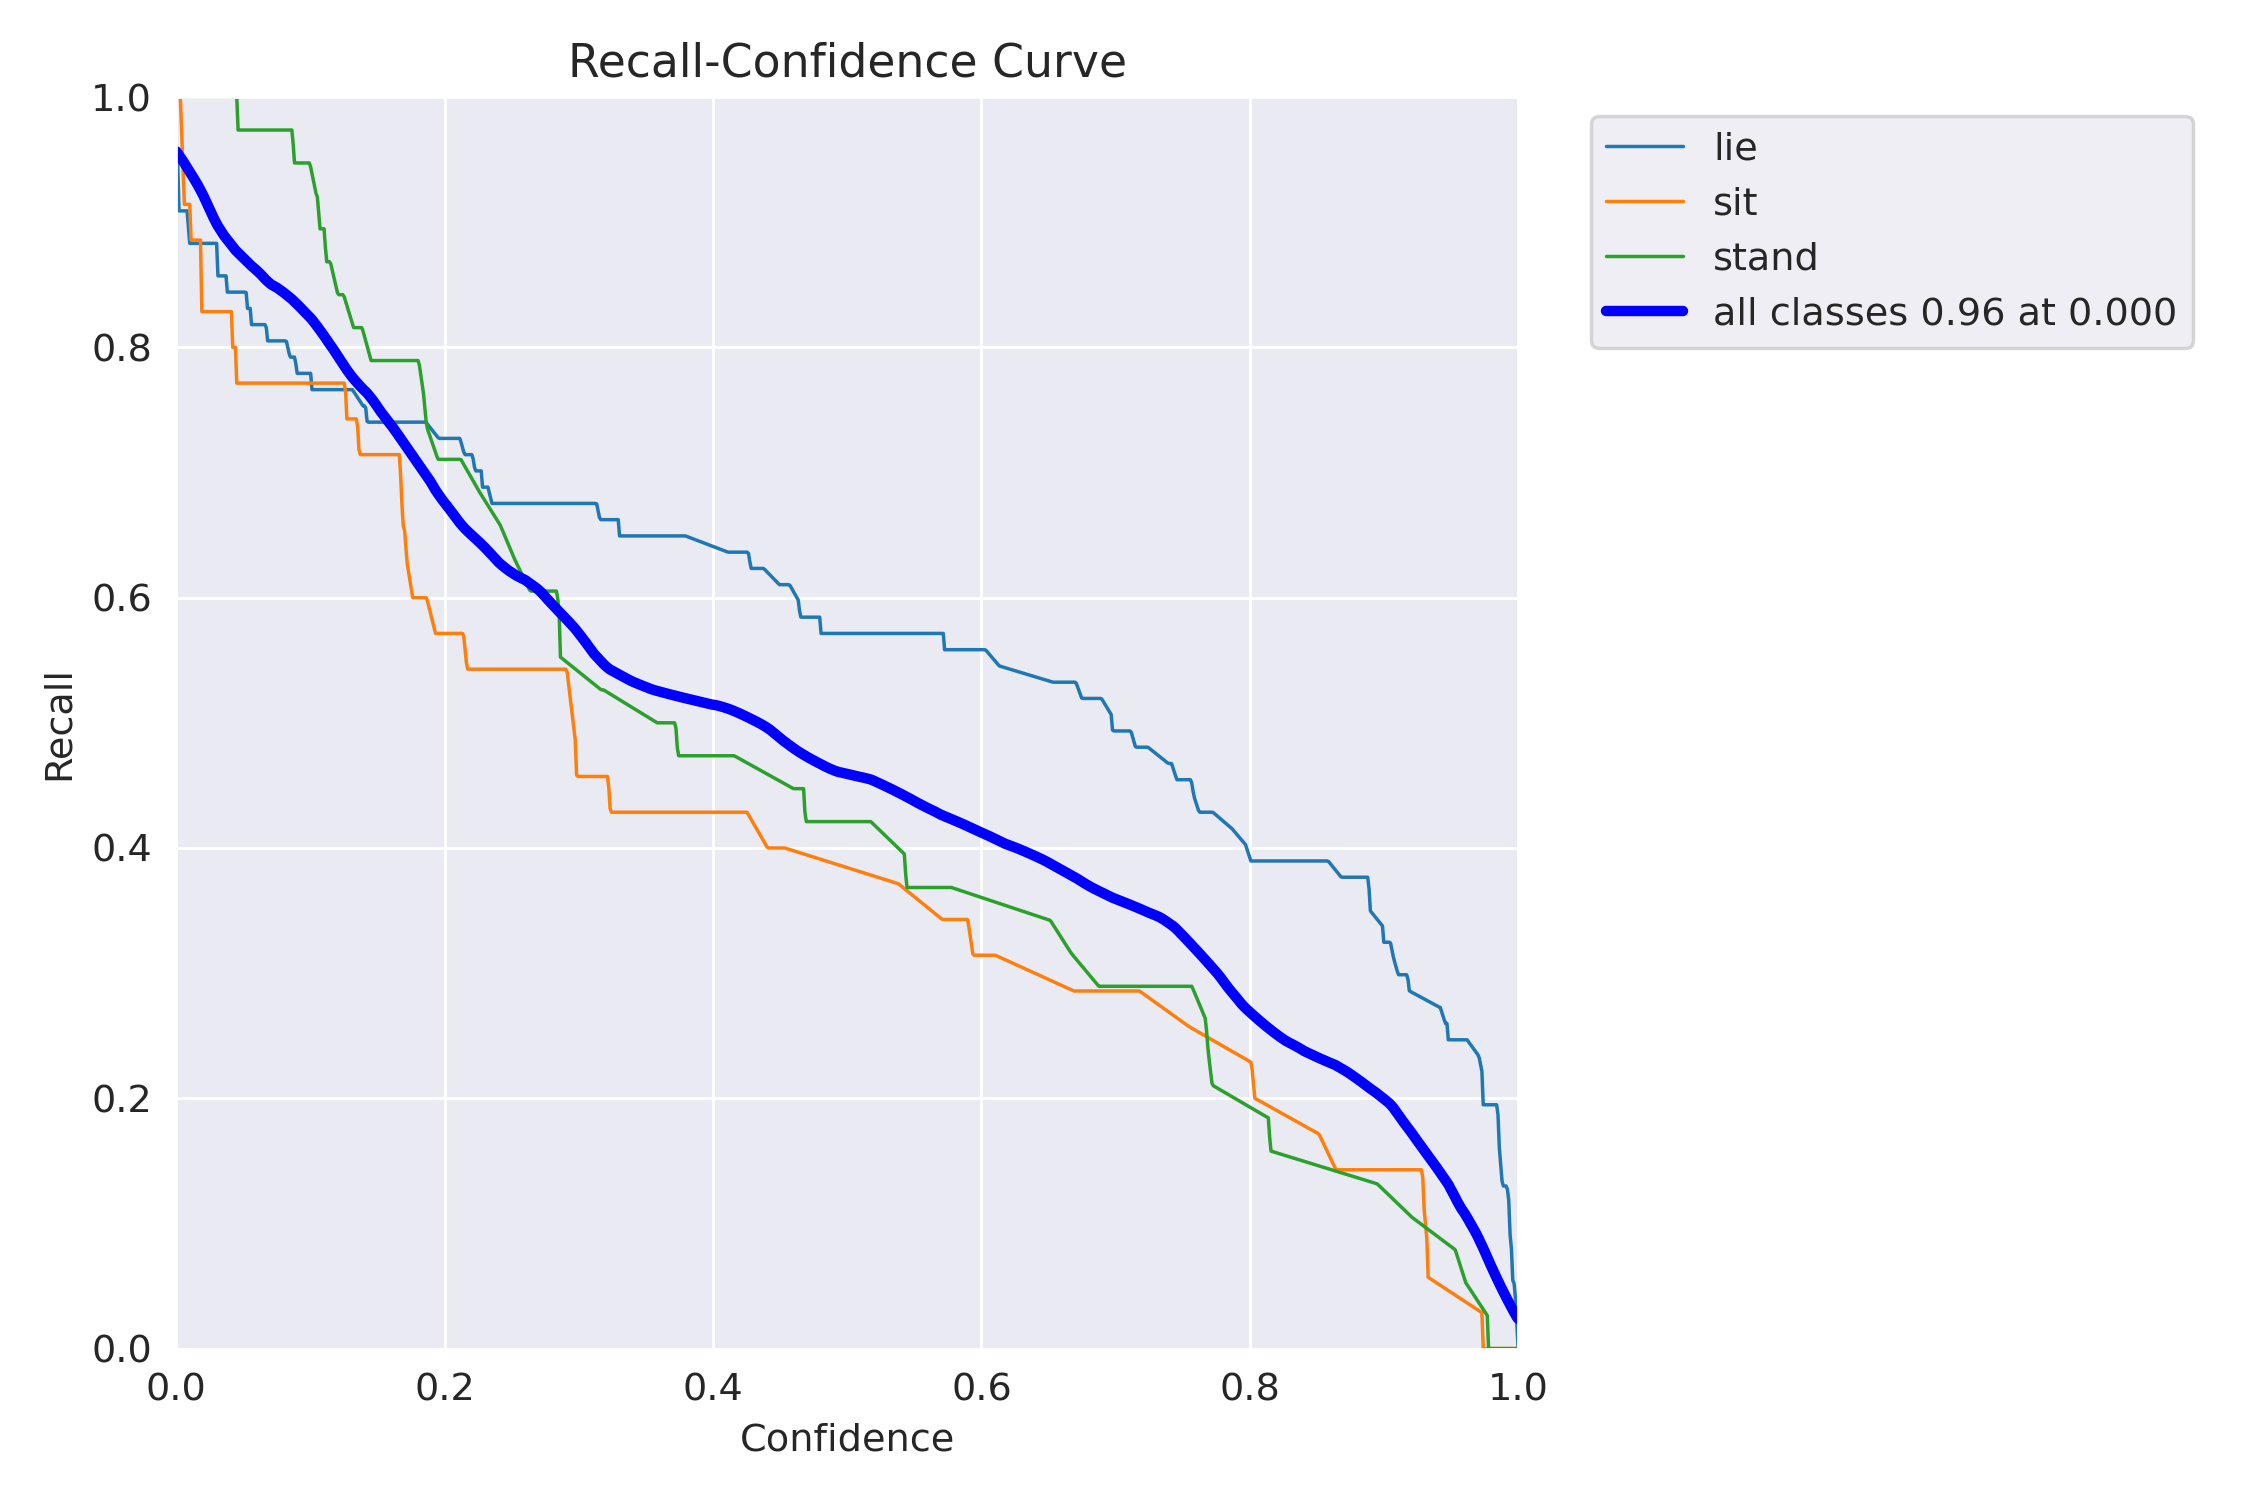 Recall-Confidence Curve
1.0
0.8
0.6
0.4
0.2
0.0
Recall
0.0 0.2 0.4 0.6 0.8 1.0
Confidence
lie
sit
stand
all classes 0.96 at 0.000